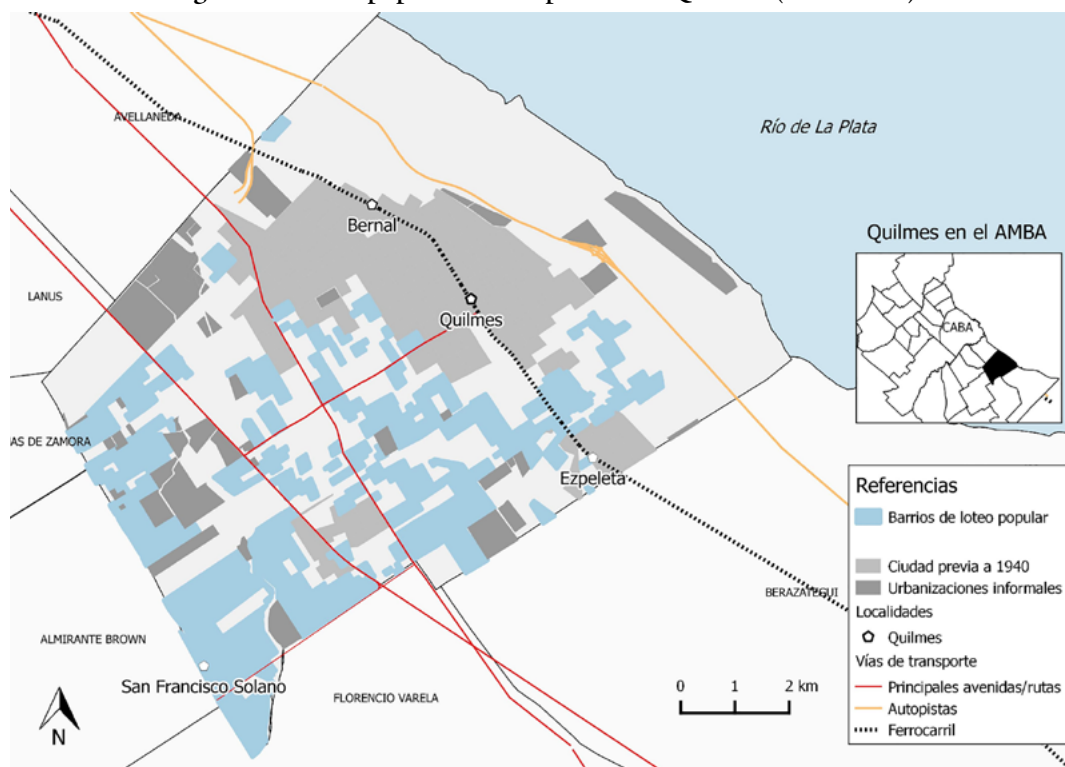 AVELLANEDA
Río de La Plata
Bernal
Quilmes en el AMBA
LANUS
Quilmes
CABA
AS DE ZAMORA
Ezpeleta
Referencias
Barrios de loteo popular
Ciudad previa a 1940
Urbanizaciones informales
BERAZATEGUI
Localidades
Quilmes
ALMIRANTE BROWN
Vías de transporte
San Francisco Solano
FLORENCIO VARELA
0 1 2 km
Principales avenidas/rutas
Autopistas
Ferrocarril
N